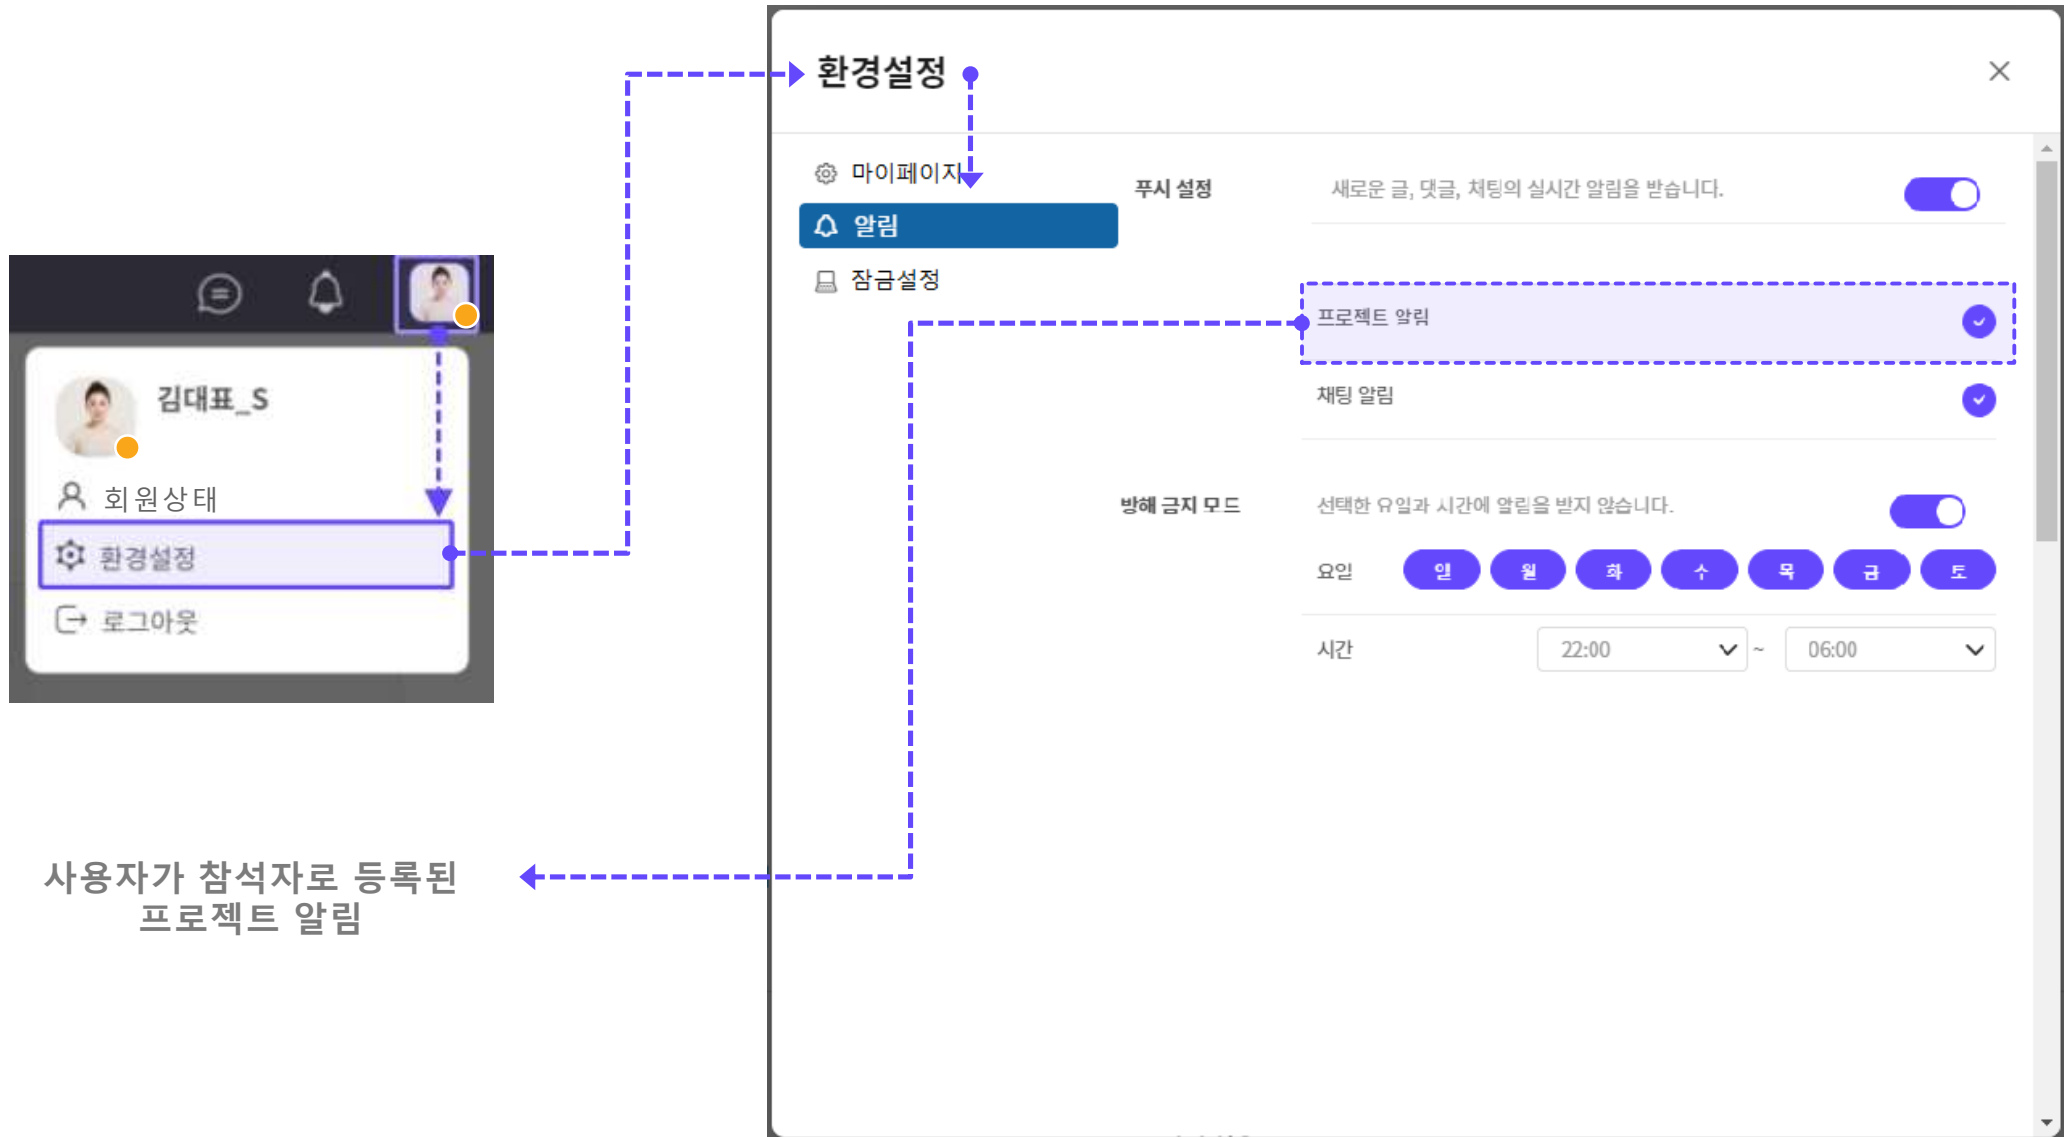 김대표_S
회원상태
환경설정
로그아웃
사용자가 참석자로 등록된
프로젝트 알림
환경설정
마이페이지
알림
잠금설정
푸시 설정
새로운 글, 댓글, 채팅의 실시간 알림을 받습니다.
프로젝트 알림
채팅 알림
방해 금지 모드
선택한 요일과 시간에 알림을 받지 않습니다.
요일 일 월 화 수 목 금 토
시간 22:00 ~ 06:00